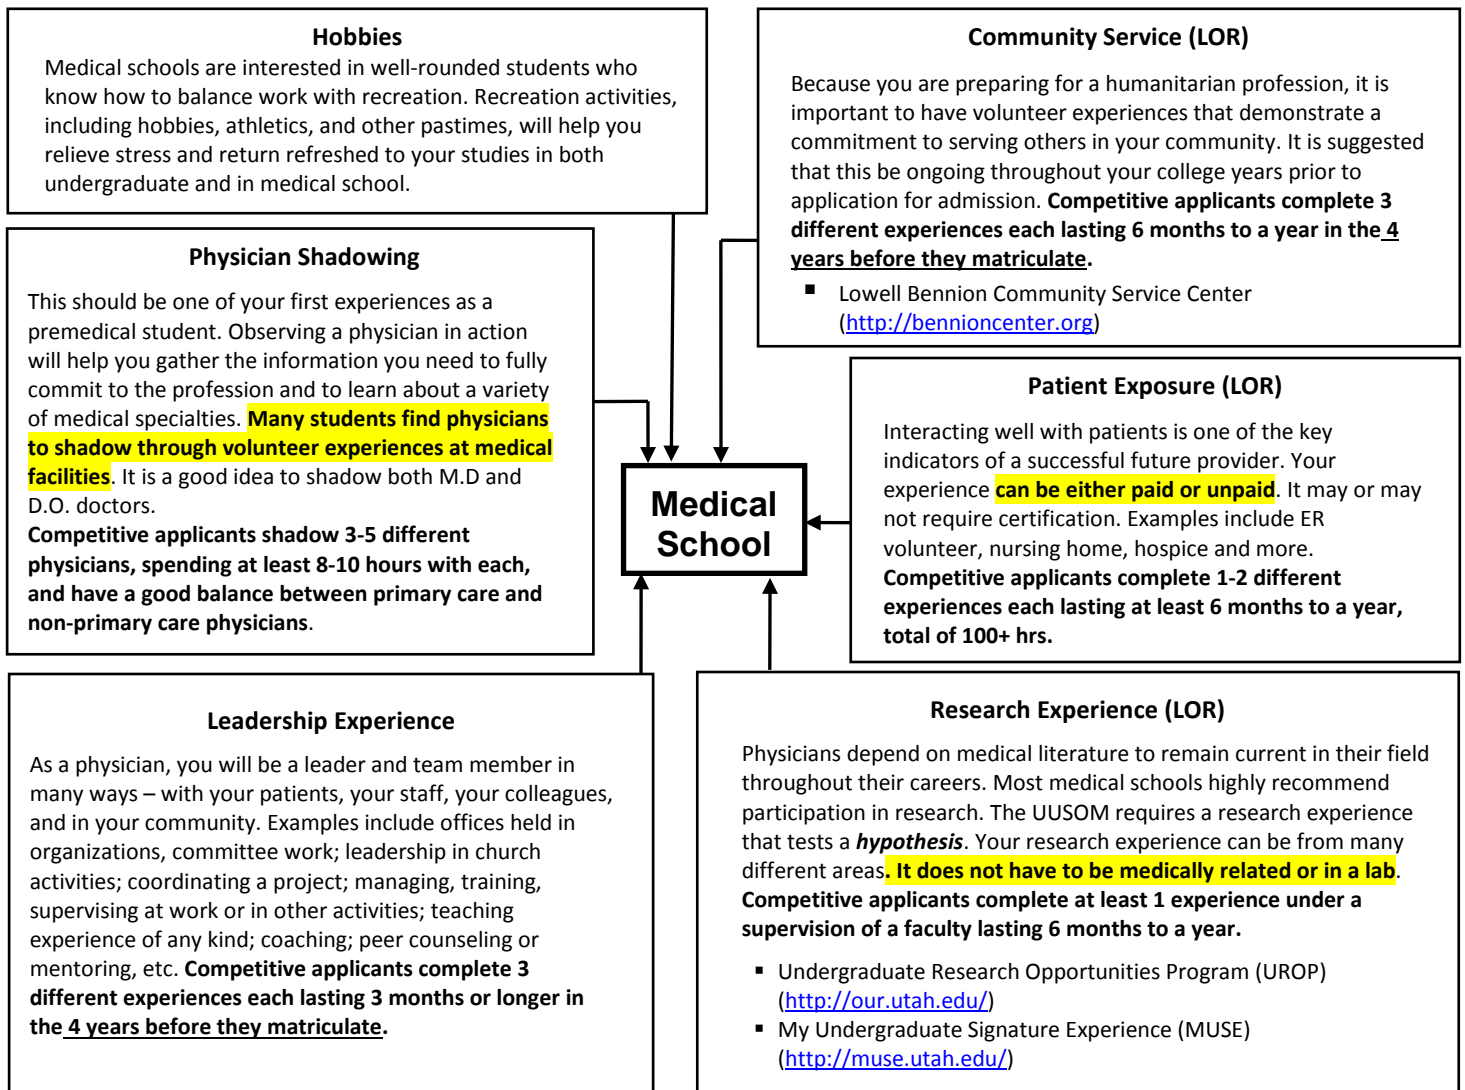 Hobbies
Medical schools are interested in well-rounded students who
know how to balance work with recreation. Recreation activities,
including hobbies, athletics, and other pastimes, will help you
relieve stress and return refreshed to your studies in both
undergraduate and in medical school.
Community Service (LOR)
Because you are preparing for a humanitarian profession, it is
important to have volunteer experiences that demonstrate a
commitment to serving others in your community. It is suggested
that this be ongoing throughout your college years prior to
application for admission. Competitive applicants complete 3
different experiences each lasting 6 months to a year in the 4
years before they matriculate.
▪ Lowell Bennion Community Service Center
(http://bennioncenter.org)
Physician Shadowing
This should be one of your first experiences as a
premedical student. Observing a physician in action
will help you gather the information you need to fully
commit to the profession and to learn about a variety
of medical specialties. Many students find physicians
to shadow through volunteer experiences at medical
facilities. It is a good idea to shadow both M.D and
D.O. doctors.
Competitive applicants shadow 3-5 different
physicians, spending at least 8-10 hours with each,
and have a good balance between primary care and
non-primary care physicians.
Patient Exposure (LOR)
Interacting well with patients is one of the key
indicators of a successful future provider. Your
experience can be either paid or unpaid. It may or may
not require certification. Examples include ER
volunteer, nursing home, hospice and more.
Competitive applicants complete 1-2 different
experiences each lasting at least 6 months to a year,
total of 100+ hrs.
Medical
School
Leadership Experience
As a physician, you will be a leader and team member in
many ways – with your patients, your staff, your colleagues,
and in your community. Examples include offices held in
organizations, committee work; leadership in church
activities; coordinating a project; managing, training,
supervising at work or in other activities; teaching
experience of any kind; coaching; peer counseling or
mentoring, etc. Competitive applicants complete 3
different experiences each lasting 3 months or longer in
the 4 years before they matriculate.
Research Experience (LOR)
Physicians depend on medical literature to remain current in their field
throughout their careers. Most medical schools highly recommend
participation in research. The UUSOM requires a research experience
that tests a hypothesis. Your research experience can be from many
different areas. It does not have to be medically related or in a lab.
Competitive applicants complete at least 1 experience under a
supervision of a faculty lasting 6 months to a year.
▪ Undergraduate Research Opportunities Program (UROP)
(http://our.utah.edu/)
▪ My Undergraduate Signature Experience (MUSE)
(http://muse.utah.edu/)